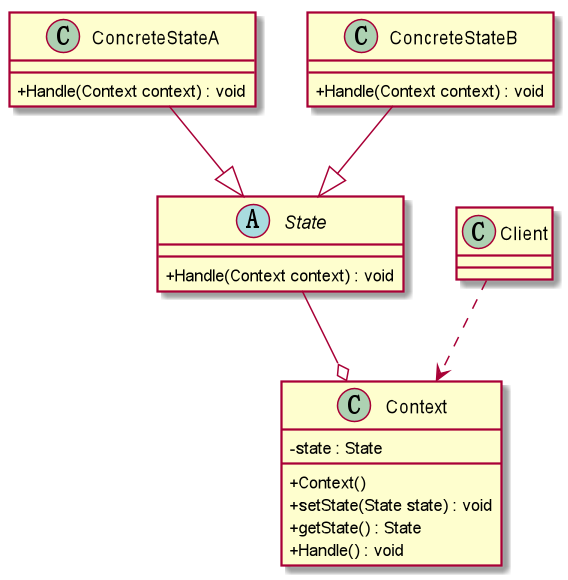 C ConcreteStateA
+Handle(Context context) : void
C ConcreteStateB
+Handle(Context context) : void
A State
+Handle(Context context) : void
C Client
C Context
-state : State
+Context()
+setState(State state) : void
+getState() : State
+Handle() : void